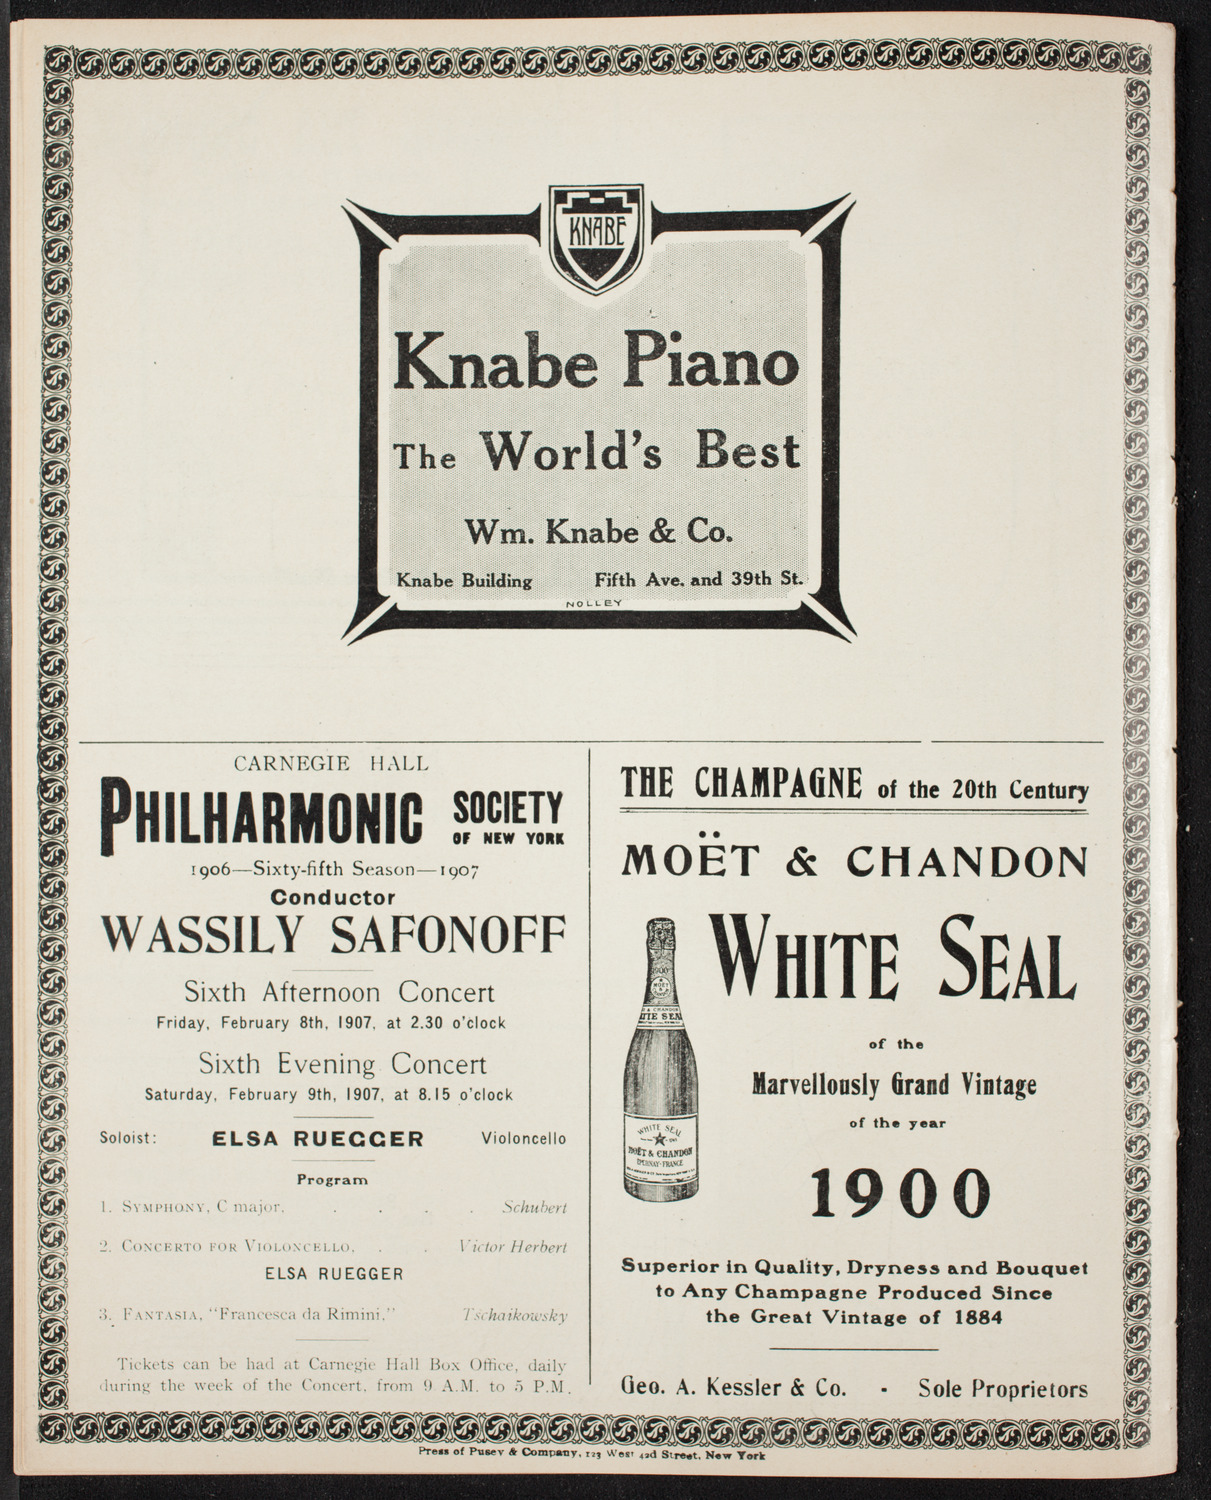 KNABE
Knabe Piano
The World's Best
Wm. Knabe & Co.
Knabe Building Fifth Ave. and 39th St.
NOLLEY
CARNEGIE HALL
PHILHARMONIC SOCIETY
OF NEW YORK
1906—Sixty-fifth Season—1907
Conductor
WASSILY SAFONOFF
Sixth Afternoon Concert
Friday, February 8th, 1907, at 2.30 o'clock
Sixth Evening Concert
Saturday, February 9th, 1907, at 8.15 o'clock
Soloist: ELSA RUEGGER Violoncello
Program
1. SYMPHONY, C major, . . . . Schubert
2. CONCERTO FOR VIOLONCELLO, . . Victor Herbert
ELSA RUEGGER
3. FANTASIA, "Francesca da Rimini," Tschaikowsky
Tickets can be had at Carnegie Hall Box Office, daily
during the week of the Concert, from 9 A.M. to 5 P.M.
THE CHAMPAGNE of the 20th Century
MOËT & CHANDON
WHITE SEAL
of the
Marvellously Grand Vintage
of the year
1900
WHITE SEAL
MOËT & CHANDON
EPERNAY-FRANCE
Superior in Quality, Dryness and Bouquet
to Any Champagne Produced Since
the Great Vintage of 1884
Geo. A. Kessler & Co. - Sole Proprietors
Press of Pusey & Company, 123 West 42d Street, New York